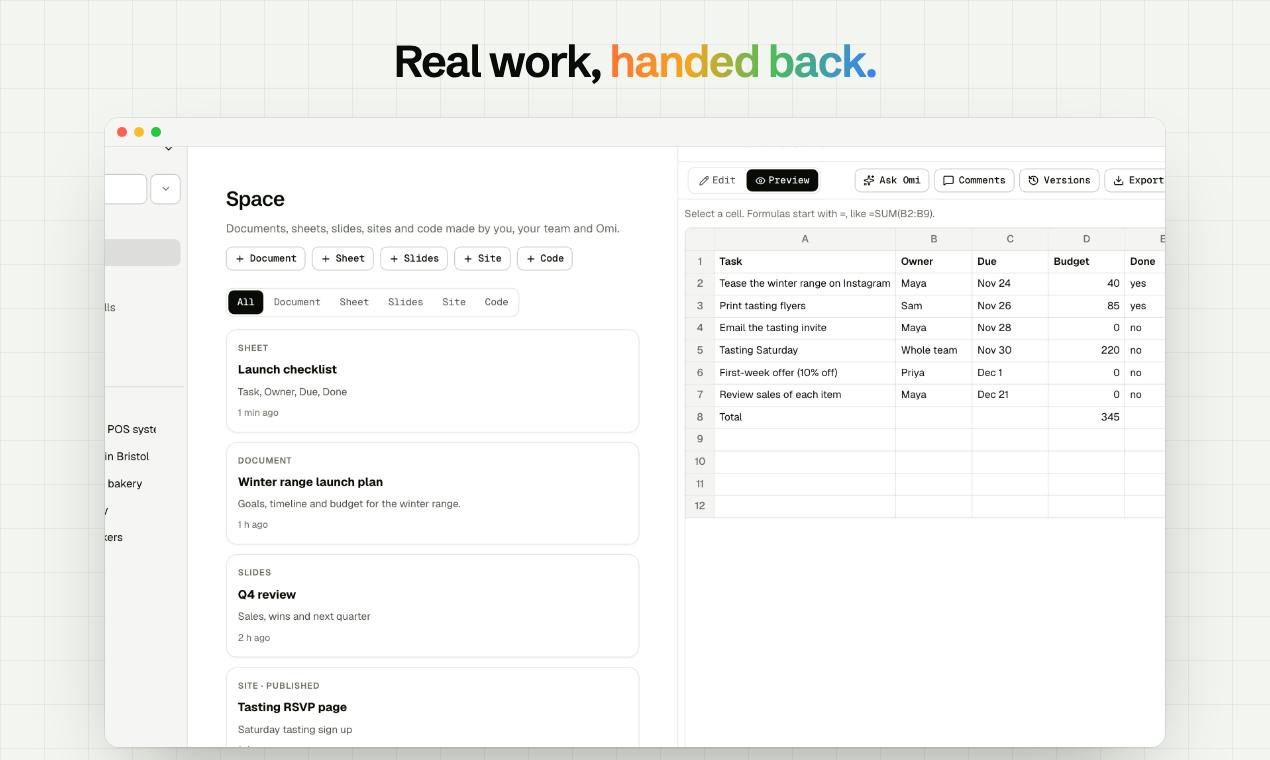 Real work, handed back.
lls
POS syste
in Bristol
bakery
y
kers
Space
Documents, sheets, slides, sites and code made by you, your team and Omi.
+ Document + Sheet + Slides + Site + Code
All Document Sheet Slides Site Code
SHEET
Launch checklist
Task, Owner, Due, Done
1 min ago
DOCUMENT
Winter range launch plan
Goals, timeline and budget for the winter range.
1 h ago
SLIDES
Q4 review
Sales, wins and next quarter
2 h ago
SITE · PUBLISHED
Tasting RSVP page
Saturday tasting sign up
Edit Preview Ask Omi Comments Versions Export
Select a cell. Formulas start with =, like =SUM(B2:B9).
A B C D E
1 Task Owner Due Budget Done
2 Tease the winter range on Instagram Maya Nov 24 40 yes
3 Print tasting flyers Sam Nov 26 85 yes
4 Email the tasting invite Maya Nov 28 0 no
5 Tasting Saturday Whole team Nov 30 220 no
6 First-week offer (10% off) Priya Dec 1 0 no
7 Review sales of each item Maya Dec 21 0 no
8 Total 345
9
10
11
12